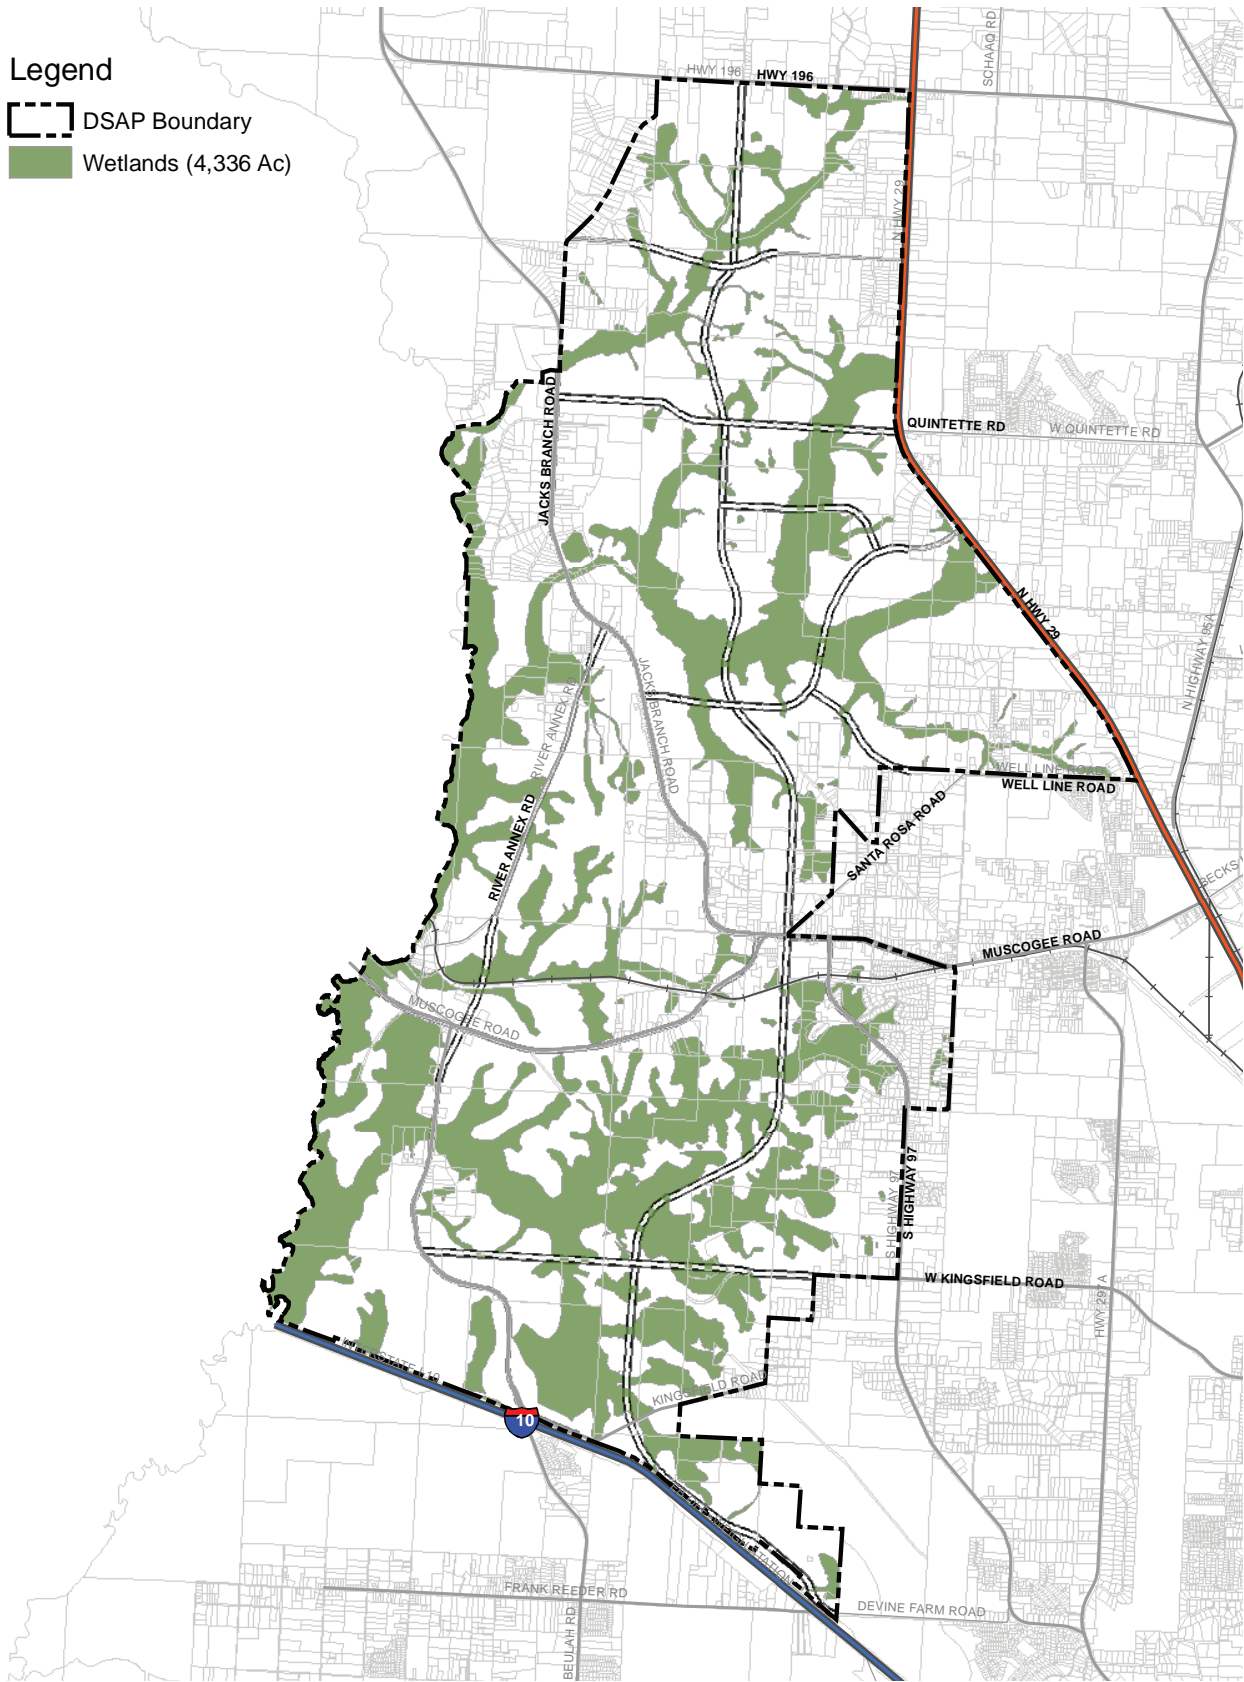 Legend
DSAP Boundary
Wetlands (4,336 Ac)
HWY 196
HWY 196
SCHAAQ RD
N HWY 29
JACKS BRANCH ROAD
QUINTETTE RD
W QUINTETTE RD
N HWY 29
N HIGHWAY 95A
JACKS BRANCH ROAD
RIVER ANNEX RD
RIVER ANNEX RD
WELL LINE ROAD
WELL LINE ROAD
SANTA ROSA ROAD
BECKS
MUSCOGEE ROAD
MUSCOGEE ROAD
S HIGHWAY 97
S HIGHWAY 97
W KINGSFIELD ROAD
HWY 297A
KINGSFIELD ROAD
10
FRANK REEDER RD
DEVINE FARM ROAD
BEULAH RD